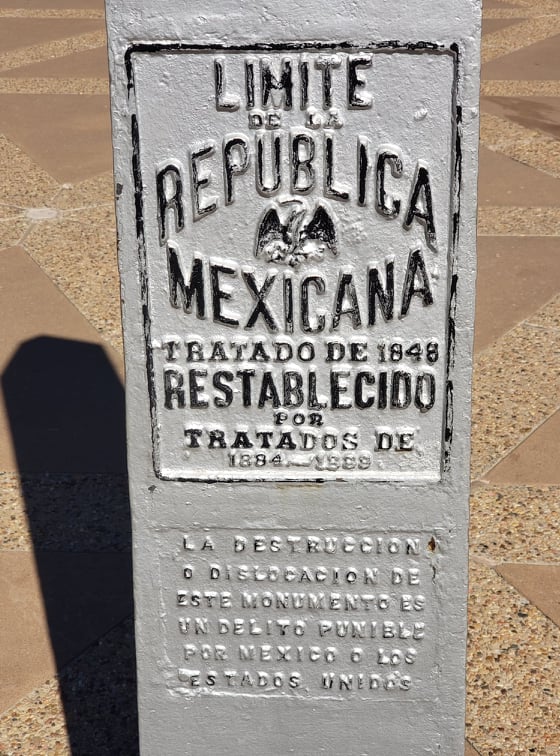 LIMITE
DE LA
REPUBLICA
MEXICANA
TRATADO DE 1848
RESTABLECIDO
POR
TRATADOS DE
1884—1889
LA DESTRUCCION
O DISLOCACION DE
ESTE MONUMENTO ES
UN DELITO PUNIBLE
POR MEXICO O LOS
ESTADOS UNIDOS